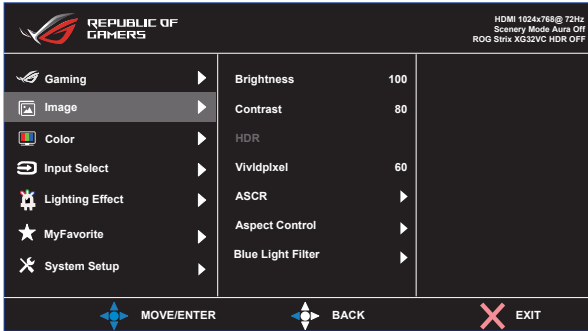 REPUBLIC OF
GAMERS
HDMI 1024x768@ 72Hz
Scenery Mode Aura Off
ROG Strix XG32VC HDR OFF
Gaming
Image
Color
Input Select
Lighting Effect
MyFavorite
System Setup
Brightness 100
Contrast 80
HDR
Vividpixel 60
ASCR
Aspect Control
Blue Light Filter
MOVE/ENTER
BACK
EXIT